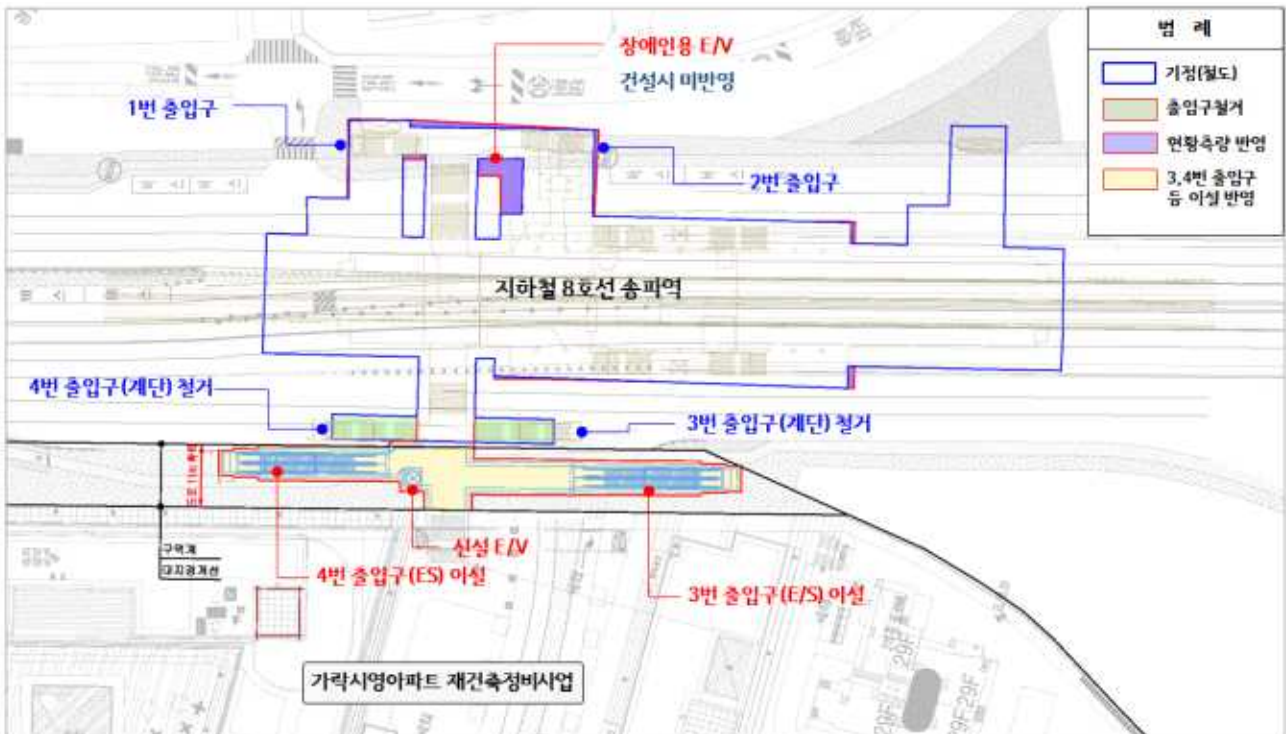 범 례
기정(철도)
출입구철거
현황측량 반영
3,4번 출입구
등 이설 반영
장애인용 E/V
건설시 미반영
1번 출입구
2번 출입구
지하철 8호선 송파역
4번 출입구(계단) 철거
3번 출입구(계단) 철거
구역계
대지경계선
신설 E/V
4번 출입구(ES) 이설
3번 출입구(E/S) 이설
가락시영아파트 재건축정비사업
29F
29F
29F